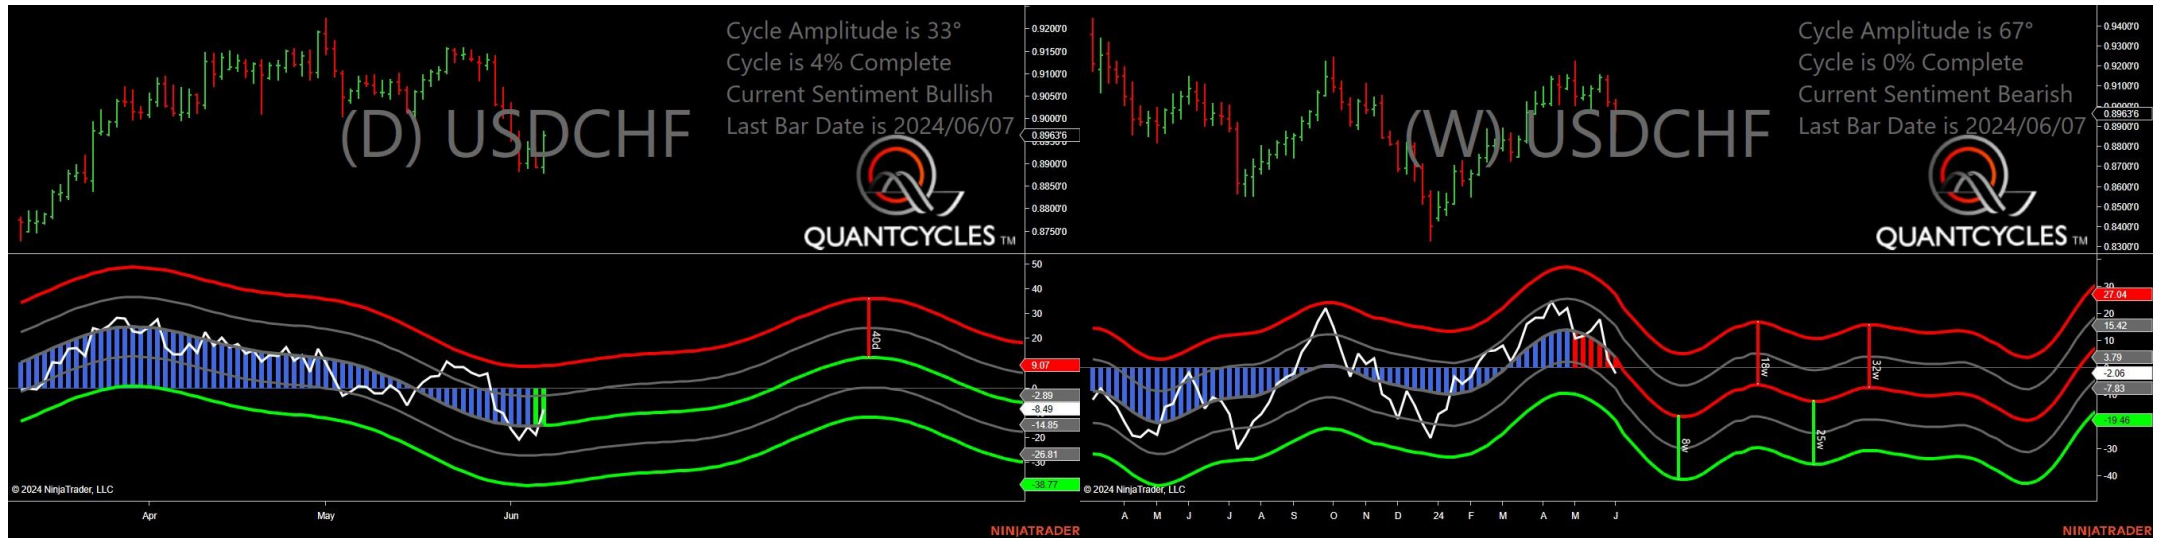 Cycle Amplitude is 33°
Cycle is 4% Complete
Current Sentiment Bullish
Last Bar Date is 2024/06/07
(D) USDCHF
QUANTCYCLES TM
0.9200'0
0.9150'0
0.9100'0
0.9050'0
0.9000'0
0.8963'6
0.8900'0
0.8850'0
0.8800'0
0.8750'0
50
40
30
20
9.07
0
-2.89
-8.49
-14.85
-20
-26.81
-30
-38.77
40d
© 2024 NinjaTrader, LLC
Apr May Jun
NINJATRADER
Cycle Amplitude is 67°
Cycle is 0% Complete
Current Sentiment Bearish
Last Bar Date is 2024/06/07
(W) USDCHF
QUANTCYCLES TM
0.9400'0
0.9300'0
0.9200'0
0.9100'0
0.9000'0
0.8963'6
0.8900'0
0.8800'0
0.8700'0
0.8600'0
0.8500'0
0.8400'0
0.8300'0
30
27.04
20
15.42
10
3.79
-2.06
-7.83
-10
-19.46
-30
-40
8w
18w
25w
32w
© 2024 NinjaTrader, LLC
A M J J A S O N D 24 F M A M J
NINJATRADER